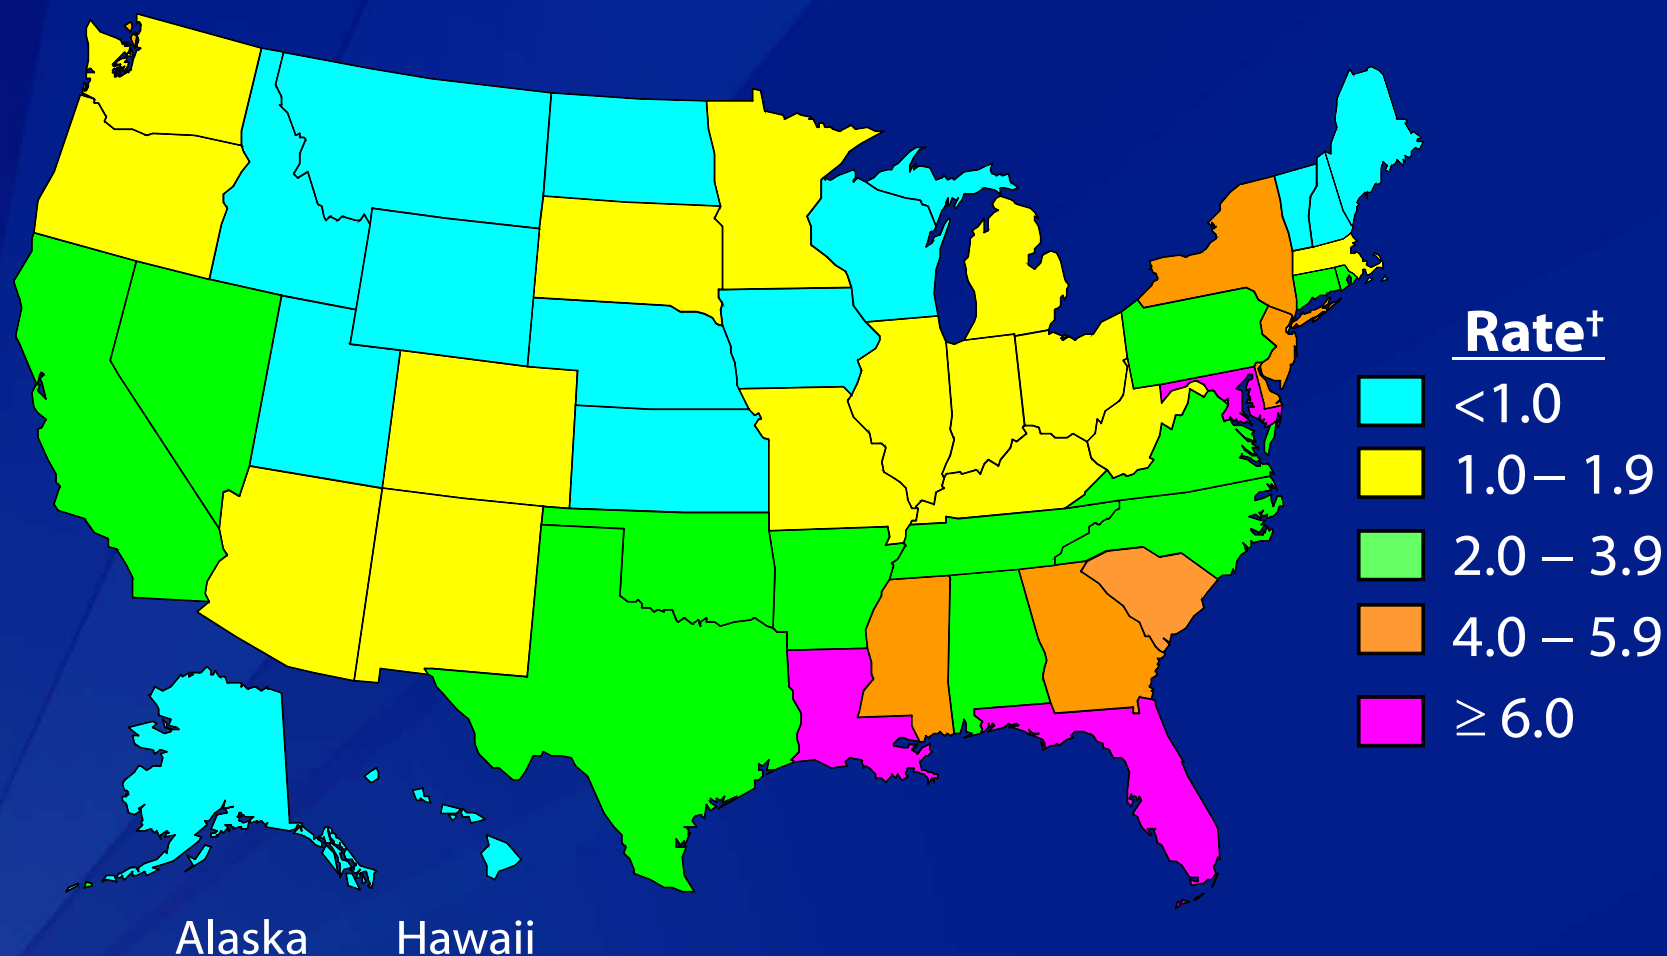 Rate†
<1.0
1.0 – 1.9
2.0 – 3.9
4.0 – 5.9
≥ 6.0
Alaska
Hawaii